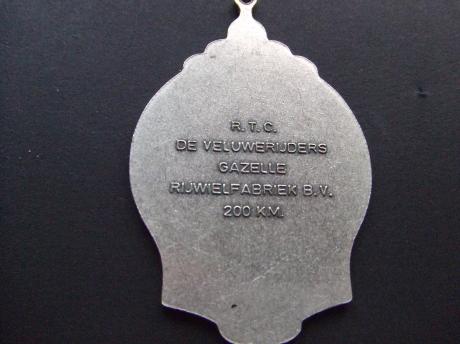 R.T.C.
DE VELUWERIJDERS
GAZELLE
RIJWIELFABRIEK B.V.
200 KM.